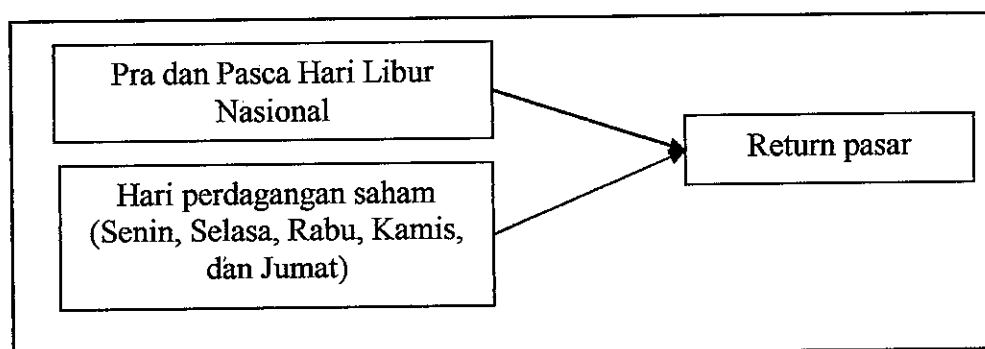 Pra dan Pasca Hari Libur
Nasional
Return pasar
Hari perdagangan saham
(Senin, Selasa, Rabu, Kamis,
dan Jumat)